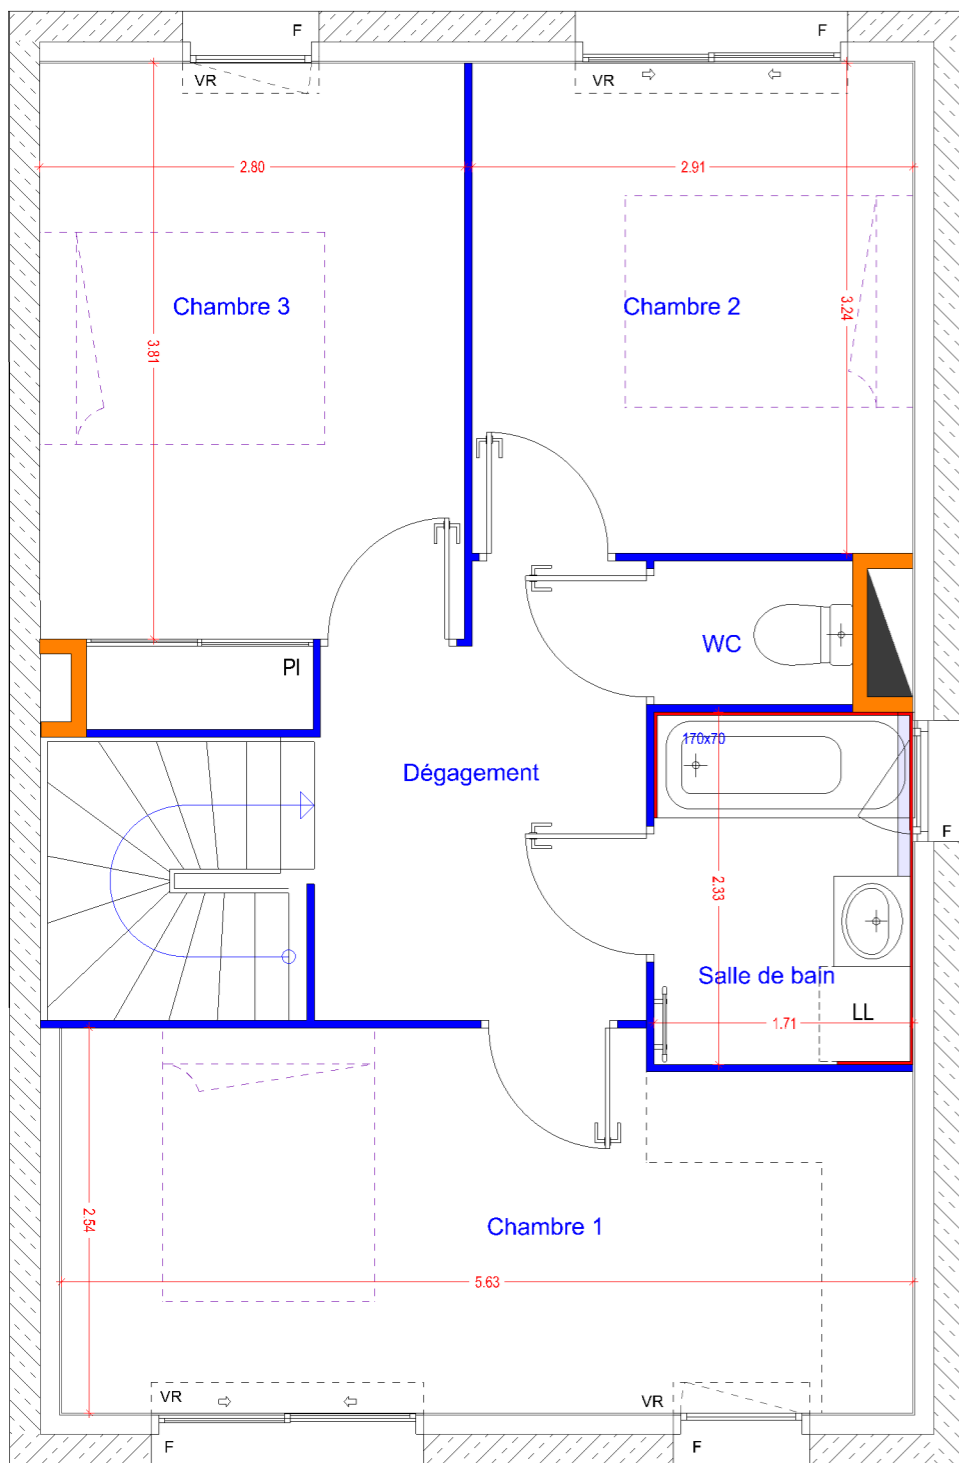 F
F
VR
VR
2.80
2.91
Chambre 3
Chambre 2
3.81
3.24
WC
PI
170x70
Dégagement
F
2.33
Salle de bain
LL
1.71
2.54
Chambre 1
5.63
VR
VR
F
F